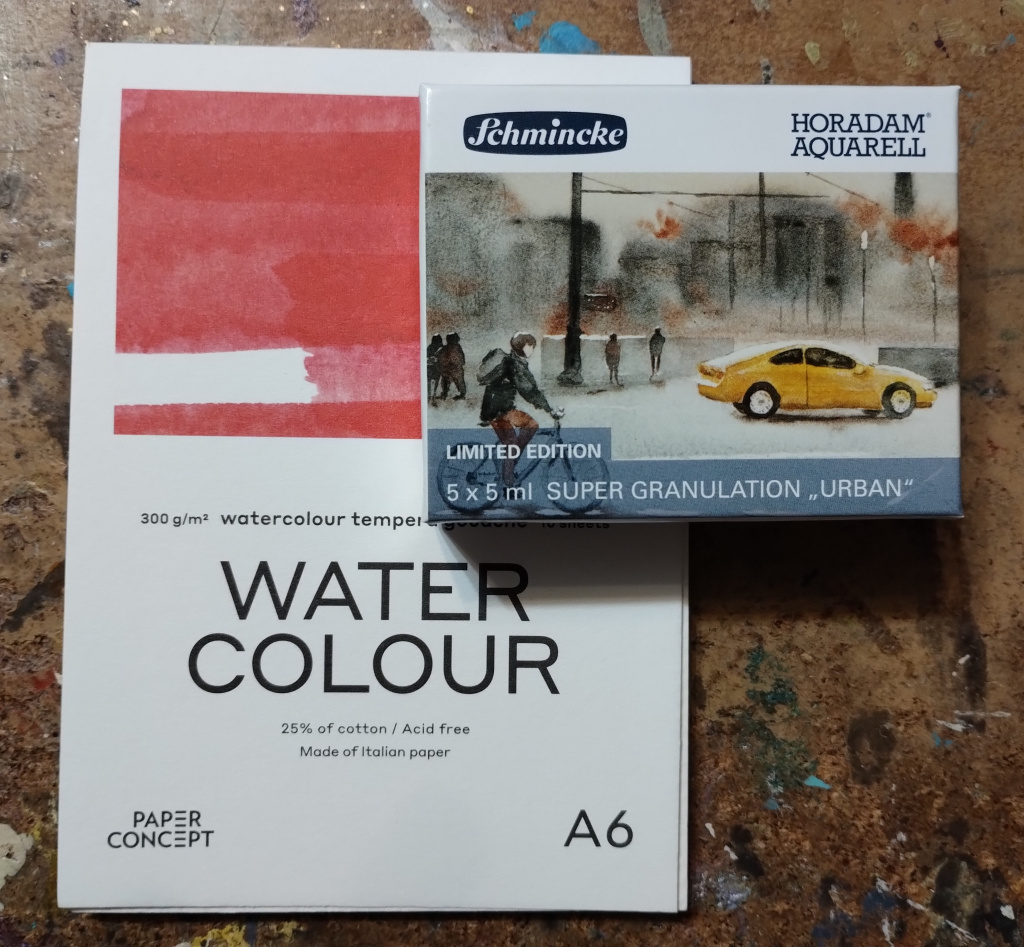 Schmincke
HORADAM®
AQUARELL
LIMITED EDITION
5 x 5 ml SUPER GRANULATION „URBAN“
300 g/m² watercolour tempera gouache 10 sheets
WATER
COLOUR
25% of cotton / Acid free
Made of Italian paper
PAPER
CONCEPT
A6